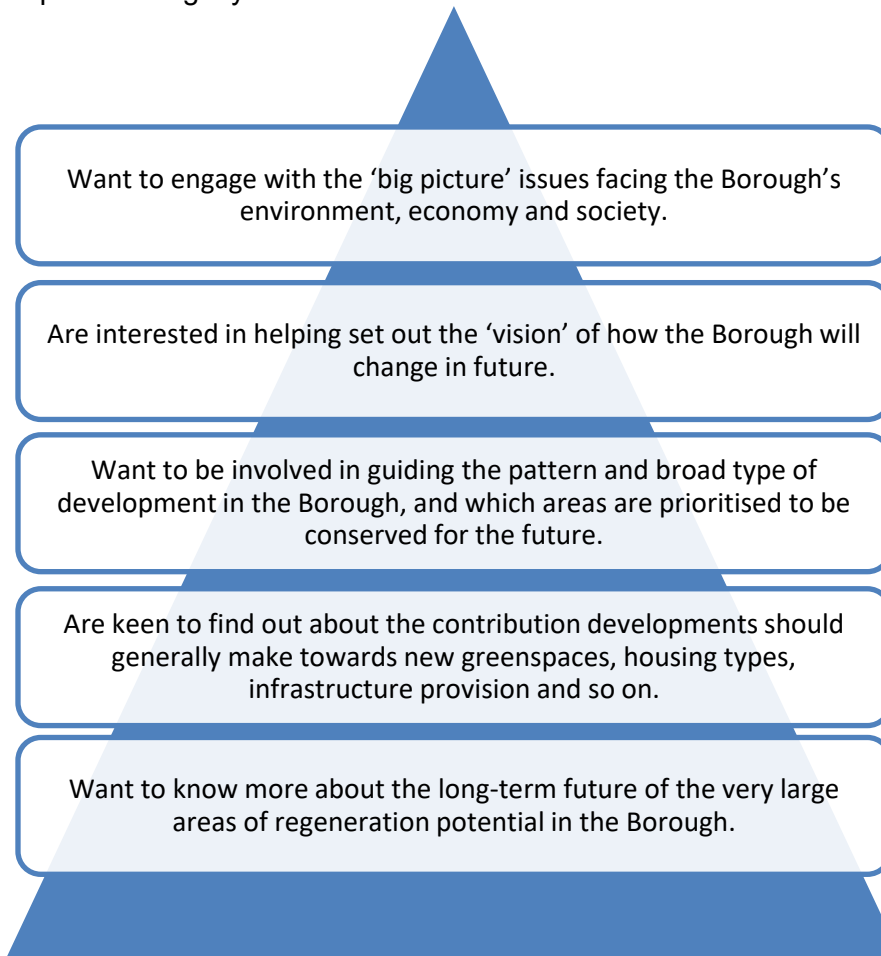 Want to engage with the ‘big picture’ issues facing the Borough’s
environment, economy and society.
Are interested in helping set out the ‘vision’ of how the Borough will
change in future.
Want to be involved in guiding the pattern and broad type of
development in the Borough, and which areas are prioritised to be
conserved for the future.
Are keen to find out about the contribution developments should
generally make towards new greenspaces, housing types,
infrastructure provision and so on.
Want to know more about the long-term future of the very large
areas of regeneration potential in the Borough.